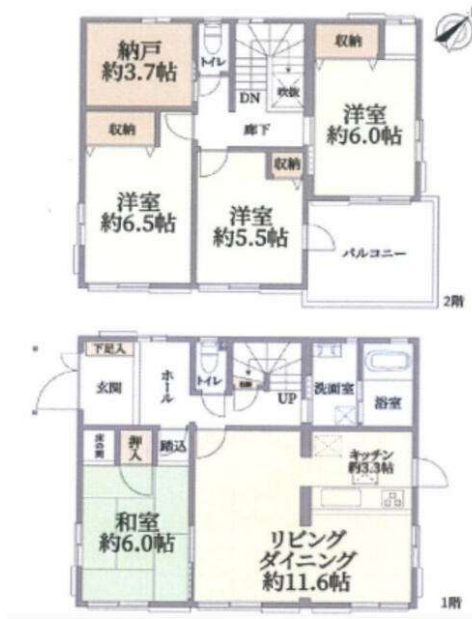 収納
納戸
約3.7帖
トイレ
吹抜
DN
洋室
約6.0帖
収納
廊下
収納
洋室
約6.5帖
洋室
約5.5帖
バルコニー
2階
下足入
玄関
ホール
トイレ
UP
洗面室
浴室
床の間
押入
踏込
キッチン
約3.3帖
和室
約6.0帖
リビング
ダイニング
約11.6帖
1階